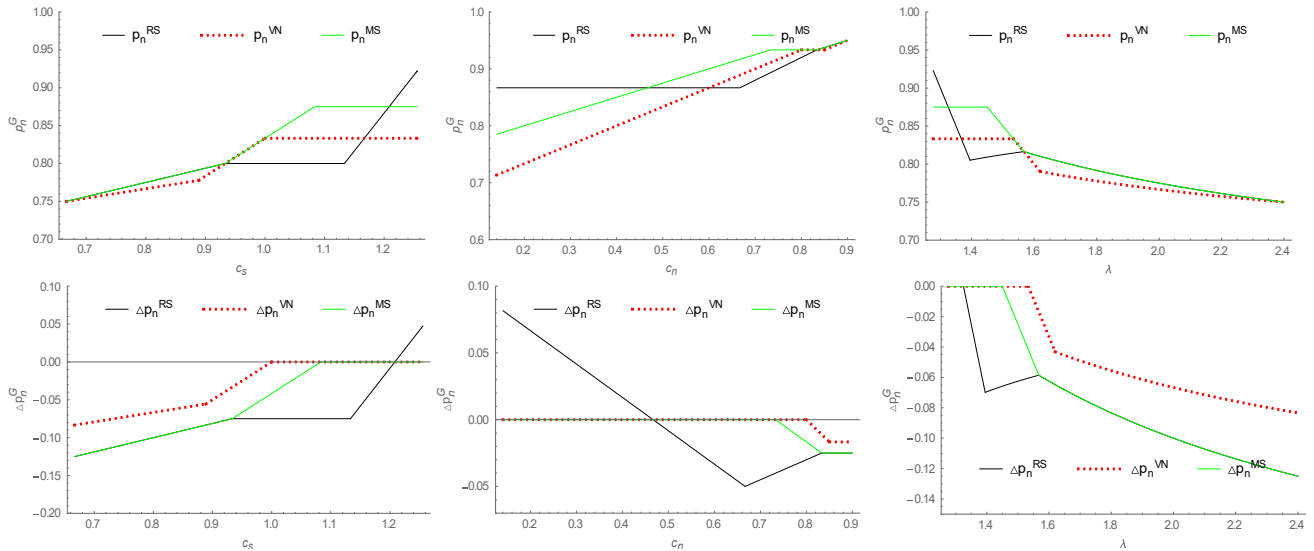 p_n^RS p_n^VN p_n^MS
p_n^G
1.00
0.95
0.90
0.85
0.80
0.75
0.70
0.7 0.8 0.9 1.0 1.1 1.2
c_s
p_n^RS p_n^VN p_n^MS
p_n^G
1.0
0.9
0.8
0.7
0.6
0.2 0.3 0.4 0.5 0.6 0.7 0.8 0.9
c_n
p_n^RS p_n^VN p_n^MS
p_n^G
1.00
0.95
0.90
0.85
0.80
0.75
0.70
1.4 1.6 1.8 2.0 2.2 2.4
λ
△p_n^RS △p_n^VN △p_n^MS
△p_n^G
0.10
0.05
0.00
−0.05
−0.10
−0.15
−0.20
0.7 0.8 0.9 1.0 1.1 1.2
c_s
△p_n^RS △p_n^VN △p_n^MS
△p_n^G
0.10
0.05
0.00
−0.05
0.2 0.3 0.4 0.5 0.6 0.7 0.8 0.9
c_n
△p_n^G
0.00
−0.02
−0.04
−0.06
−0.08
−0.10
−0.12
−0.14
△p_n^RS △p_n^VN △p_n^MS
1.4 1.6 1.8 2.0 2.2 2.4
λ